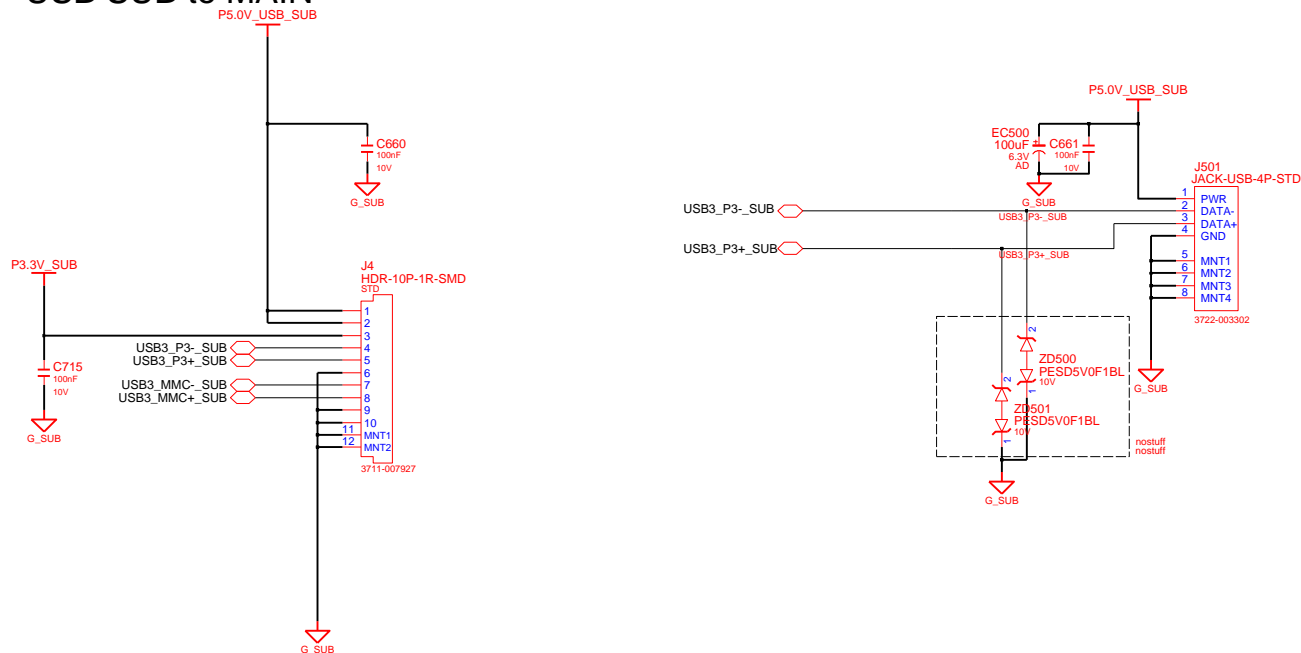 P5.0V_USB_SUB
C660
100nF
10V
G_SUB
P3.3V_SUB
C715
100nF
10V
G_SUB
J4
HDR-10P-1R-SMD
STD
1
2
3
USB3_P3-_SUB
4
USB3_P3+_SUB
5
6
USB3_MMC-_SUB
7
USB3_MMC+_SUB
8
9
10
11
MNT1
12
MNT2
3711-007927
G_SUB
P5.0V_USB_SUB
EC500
100uF
6.3V
AD
+
C661
100nF
10V
G_SUB
J501
JACK-USB-4P-STD
1
PWR
USB3_P3-_SUB
USB3_P3-_SUB
2
DATA-
3
DATA+
4
GND
USB3_P3+_SUB
USB3_P3+_SUB
5
MNT1
6
MNT2
7
MNT3
8
MNT4
3722-003302
G_SUB
2
ZD500
PESD5V0F1BL
10V
1
2
ZD501
PESD5V0F1BL
10V
1
nostuff
nostuff
G_SUB